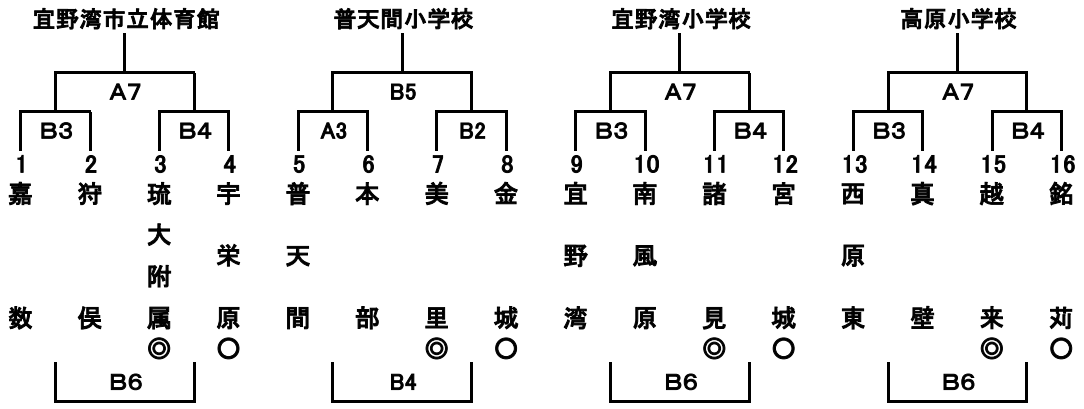 宜野湾市立体育館 普天間小学校 宜野湾小学校 高原小学校
A7 B5 A7 A7
B3 B4 A3 B2 B3 B4 B3 B4
1 2 3 4 5 6 7 8 9 10 11 12 13 14 15 16
嘉数 狩俣 琉大附属 宇栄原 普天間 本部 美里 金城 宜野湾 南風原 諸見 宮城 西原東 真壁 越来 銘苅
◎ ○ ◎ ○ ◎ ○ ◎ ○
B6 B4 B6 B6